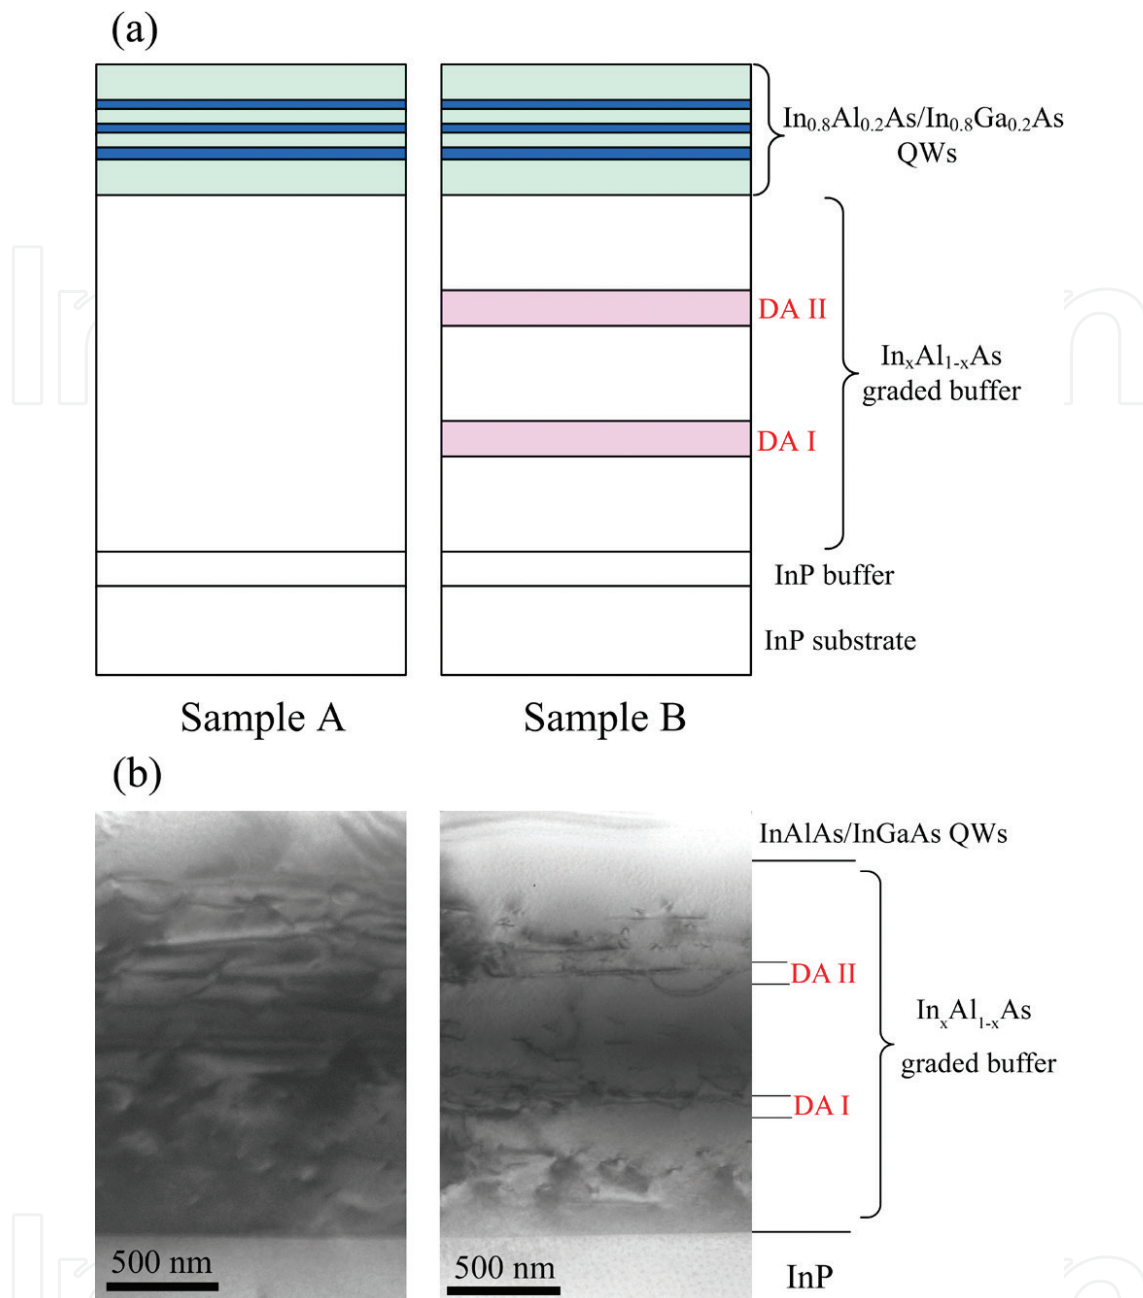 (a)
In₀.₈Al₀.₂As/In₀.₈Ga₀.₂As
QWs
DA II
InₓAl₁₋ₓAs
graded buffer
DA I
InP buffer
InP substrate
Sample A
Sample B
(b)
InAlAs/InGaAs QWs
DA II
InₓAl₁₋ₓAs
graded buffer
DA I
500 nm
500 nm
InP